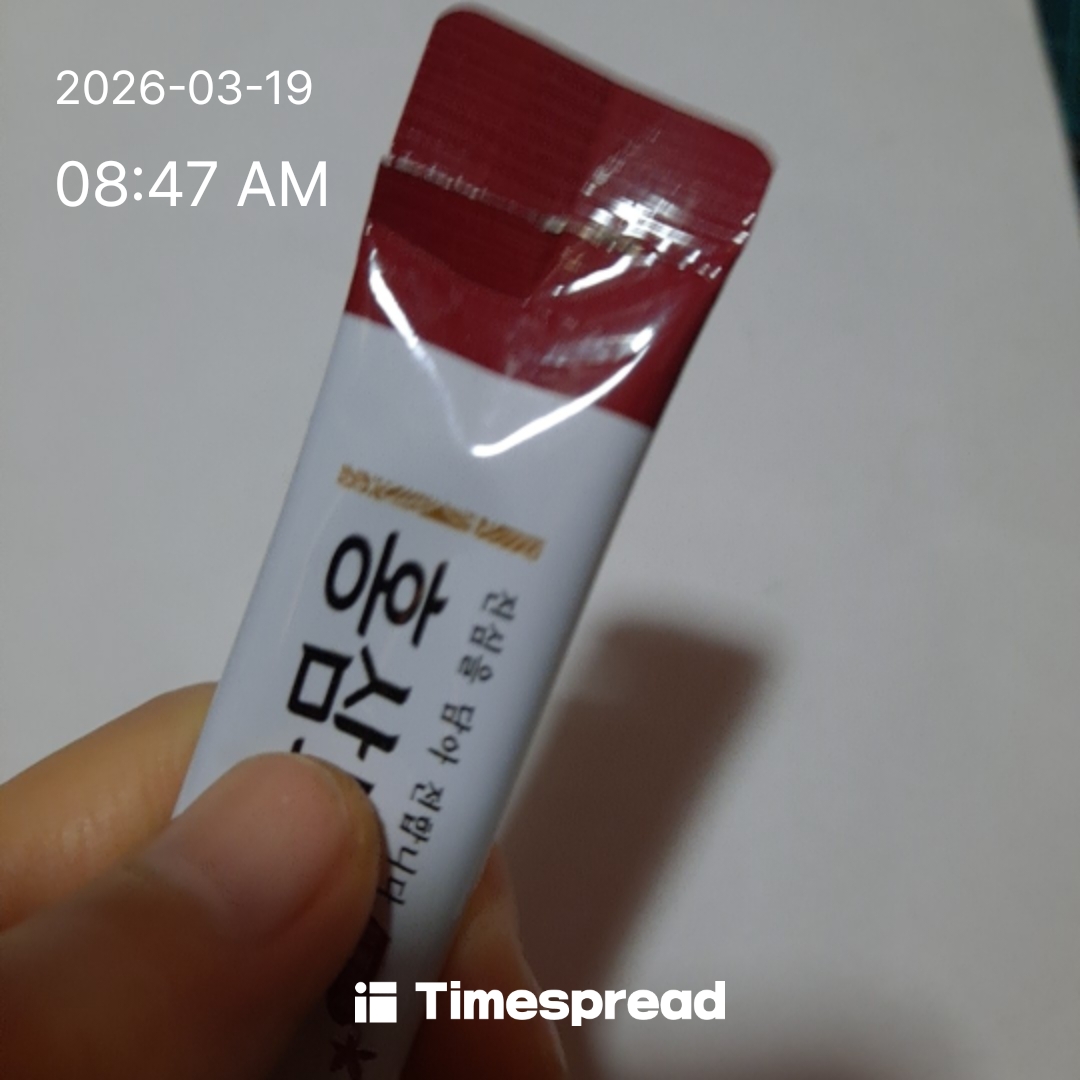 2026-03-19
08:47 AM
진심을 담아 전합니다
홍삼
Timespread